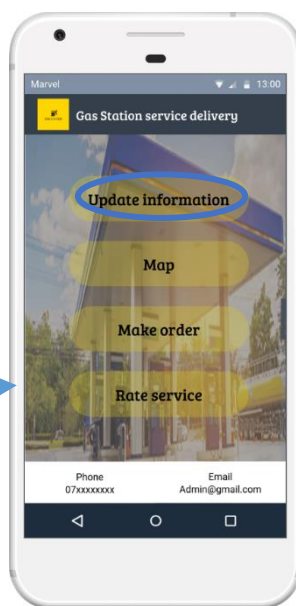 Marvel 13:00
Gas Station service delivery
Update information
Map
Make order
Rate service
Phone Email
07xxxxxxxx Admin@gmail.com